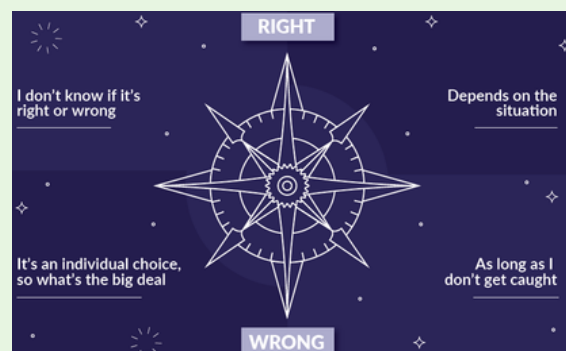 RIGHT
I don't know if it's
right or wrong
Depends on the
situation
It's an individual choice,
so what's the big deal
As long as I
don't get caught
WRONG